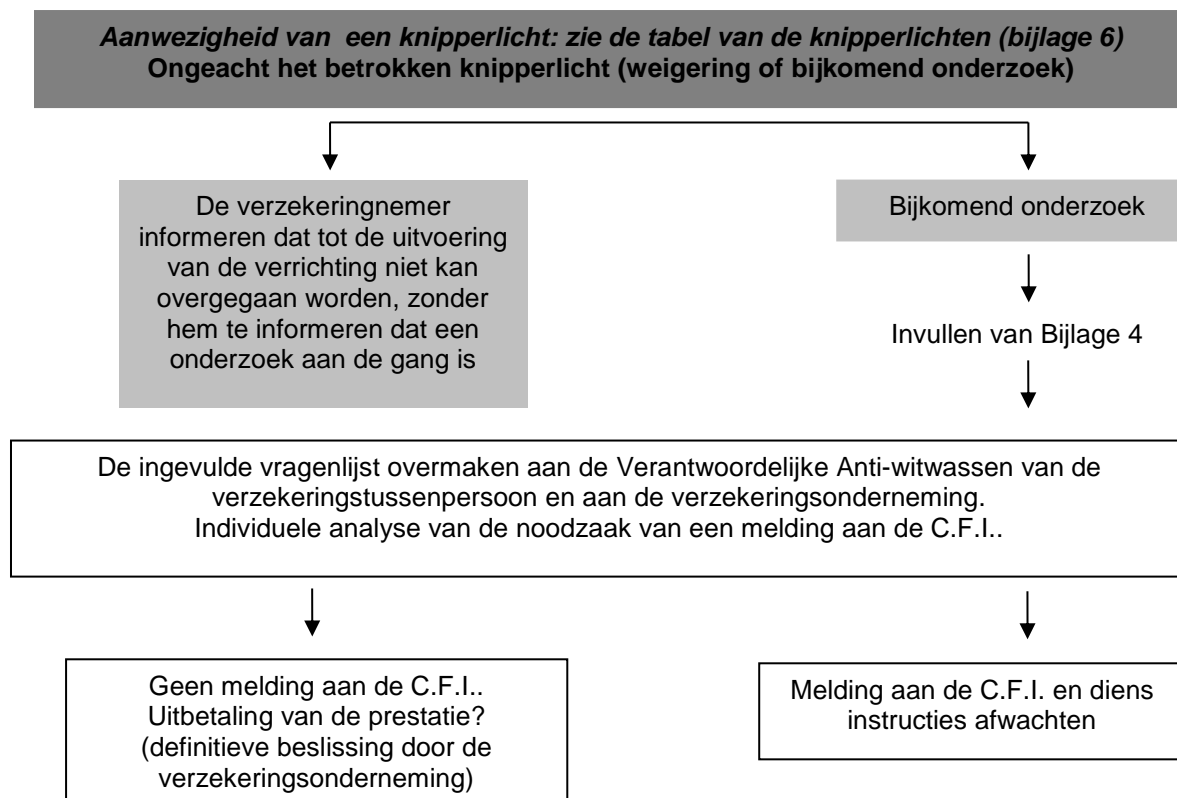 Aanwezigheid van een knipperlicht: zie de tabel van de knipperlichten (bijlage 6)
Ongeacht het betrokken knipperlicht (weigering of bijkomend onderzoek)
De verzekeringnemer
informeren dat tot de uitvoering
van de verrichting niet kan
overgegaan worden, zonder
hem te informeren dat een
onderzoek aan de gang is
Bijkomend onderzoek
Invullen van Bijlage 4
De ingevulde vragenlijst overmaken aan de Verantwoordelijke Anti-witwassen van de
verzekeringstussenpersoon en aan de verzekeringsonderneming.
Individuele analyse van de noodzaak van een melding aan de C.F.I..
Geen melding aan de C.F.I..
Uitbetaling van de prestatie?
(definitieve beslissing door de
verzekeringsonderneming)
Melding aan de C.F.I. en diens
instructies afwachten